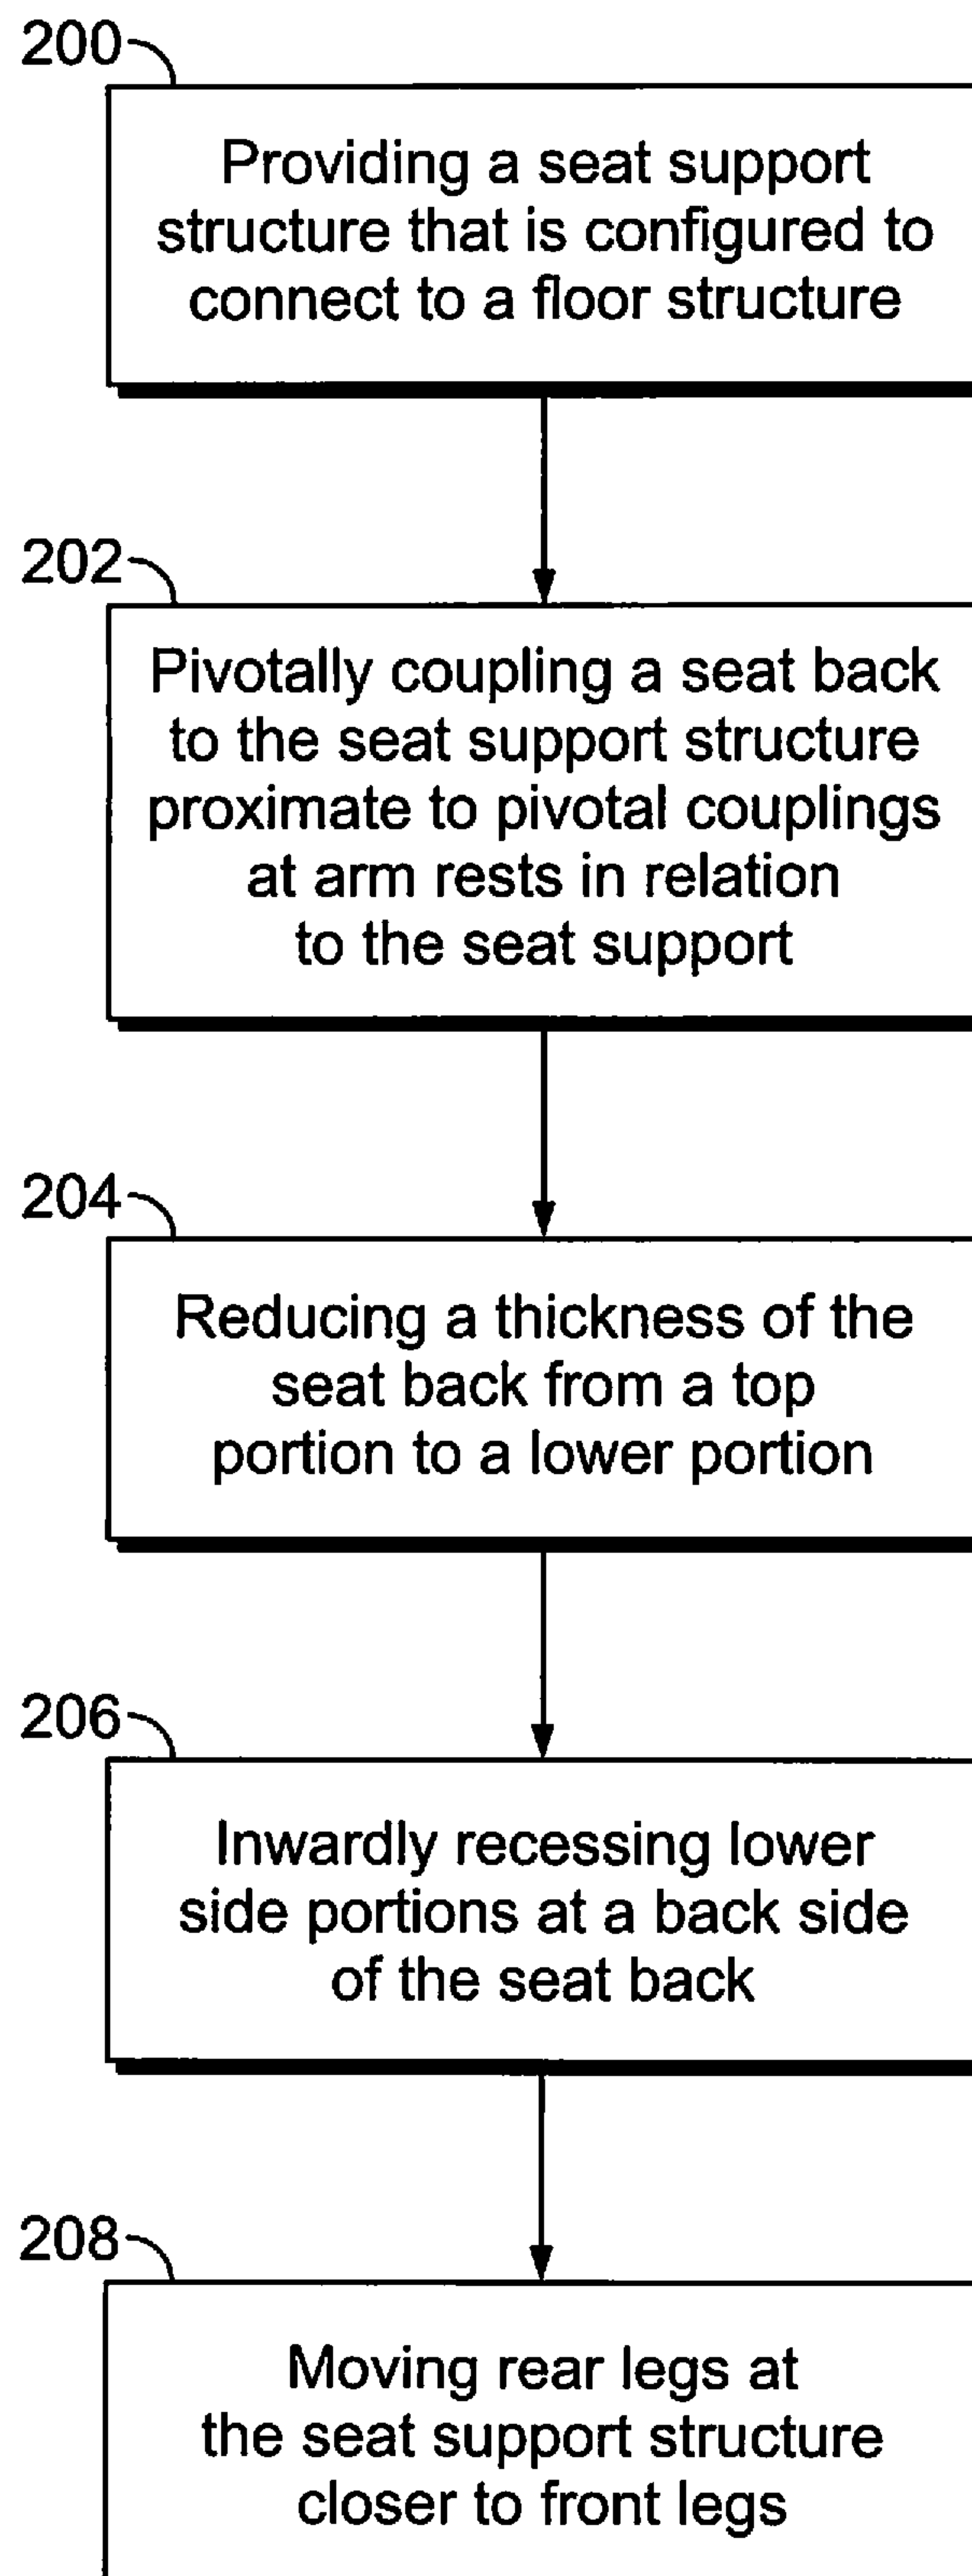 200
Providing a seat support
structure that is configured to
connect to a floor structure
202
Pivotally coupling a seat back
to the seat support structure
proximate to pivotal couplings
at arm rests in relation
to the seat support
204
Reducing a thickness of the
seat back from a top
portion to a lower portion
206
Inwardly recessing lower
side portions at a back side
of the seat back
208
Moving rear legs at
the seat support structure
closer to front legs